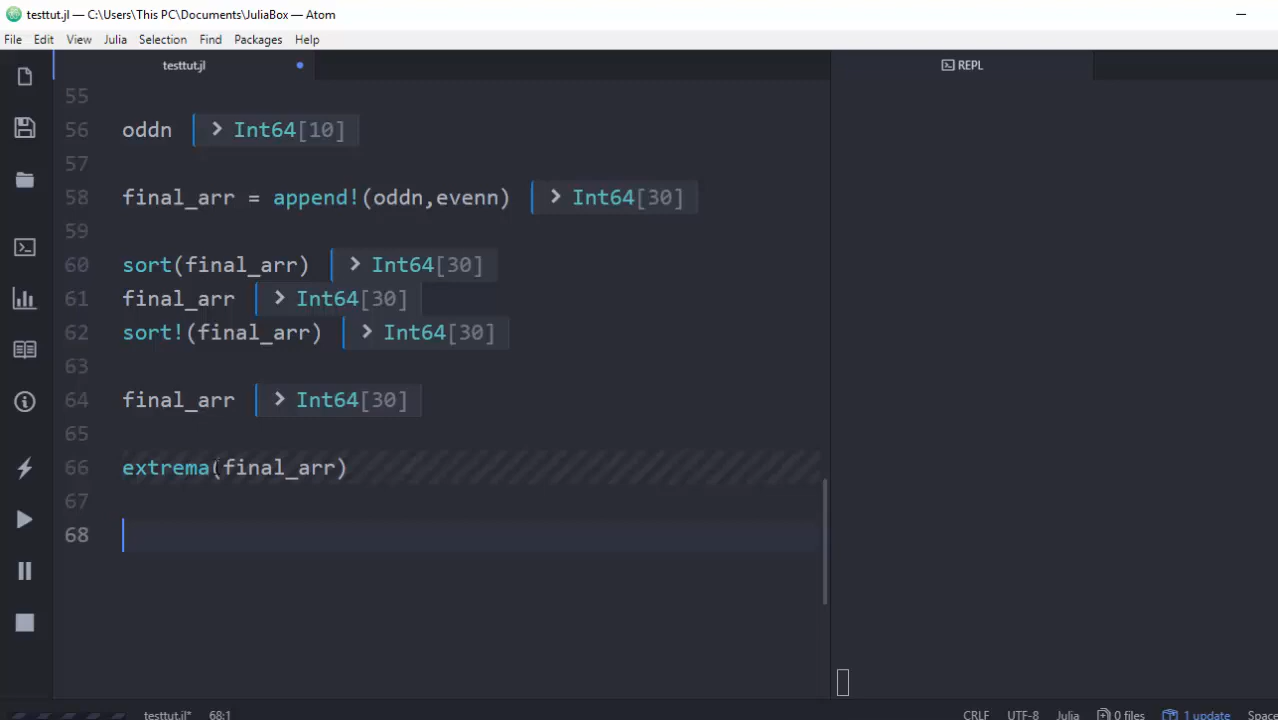 testtut.jl — C:\Users\This PC\Documents\JuliaBox — Atom
File Edit View Julia Selection Find Packages Help
testtut.jl
REPL
55
56 oddn > Int64[10]
57
58 final_arr = append!(oddn,evenn) > Int64[30]
59
60 sort(final_arr) > Int64[30]
61 final_arr > Int64[30]
62 sort!(final_arr) > Int64[30]
63
64 final_arr > Int64[30]
65
66 extrema(final_arr)
67
68
testtut.jl* 68:1 CRLF UTF-8 Julia 0 files 1 update Space